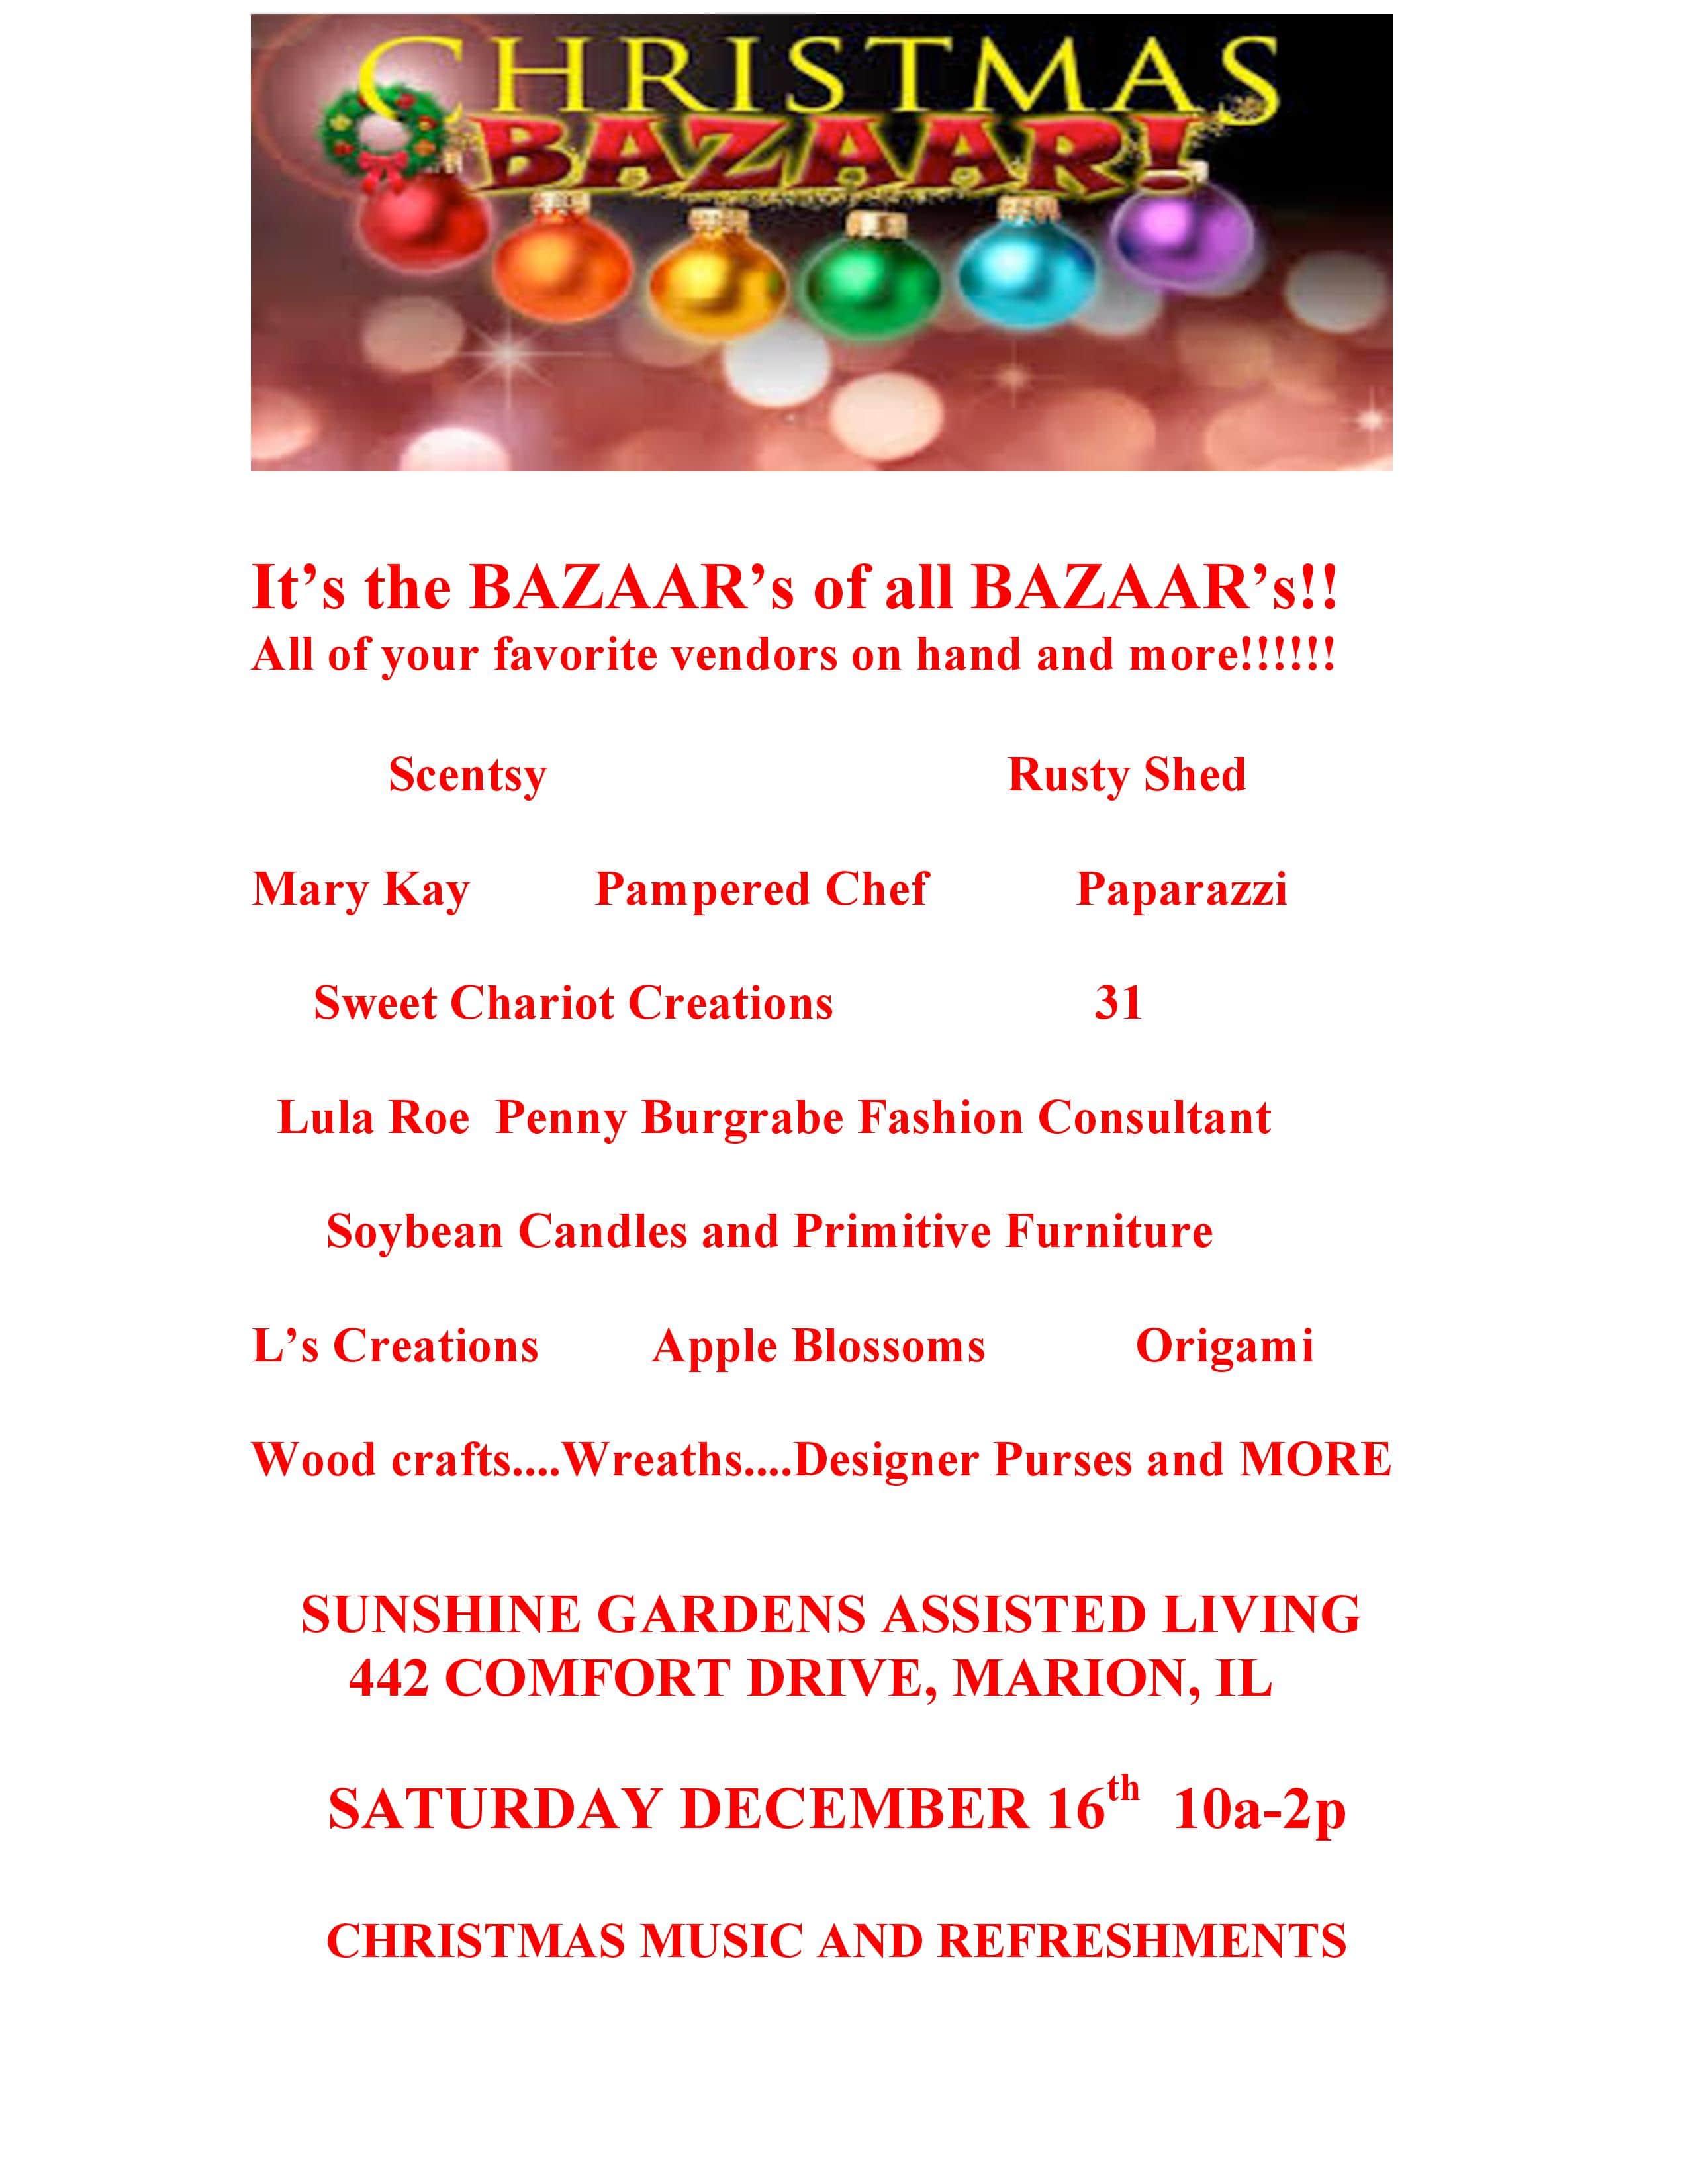 CHRISTMAS
BAZAAR!
It’s the BAZAAR’s of all BAZAAR’s!!
All of your favorite vendors on hand and more!!!!!!
Scentsy Rusty Shed
Mary Kay Pampered Chef Paparazzi
Sweet Chariot Creations 31
Lula Roe Penny Burgrabe Fashion Consultant
Soybean Candles and Primitive Furniture
L’s Creations Apple Blossoms Origami
Wood crafts....Wreaths....Designer Purses and MORE
SUNSHINE GARDENS ASSISTED LIVING
442 COMFORT DRIVE, MARION, IL
SATURDAY DECEMBER 16th 10a-2p
CHRISTMAS MUSIC AND REFRESHMENTS